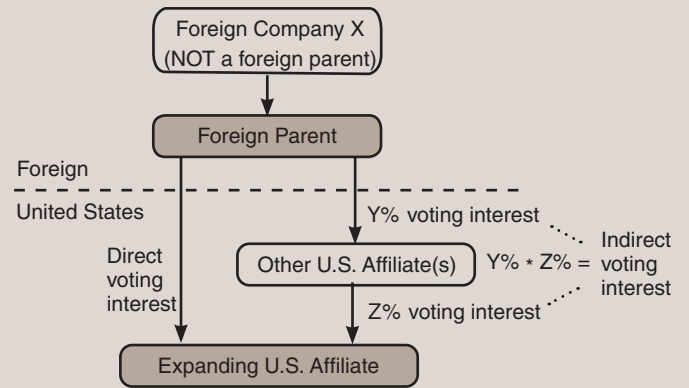 Foreign Company X
(NOT a foreign parent)
Foreign Parent
Foreign
United States
Y% voting interest
Direct
voting
interest
Other U.S. Affiliate(s)
Y% * Z% =
Indirect
voting
interest
Z% voting interest
Expanding U.S. Affiliate